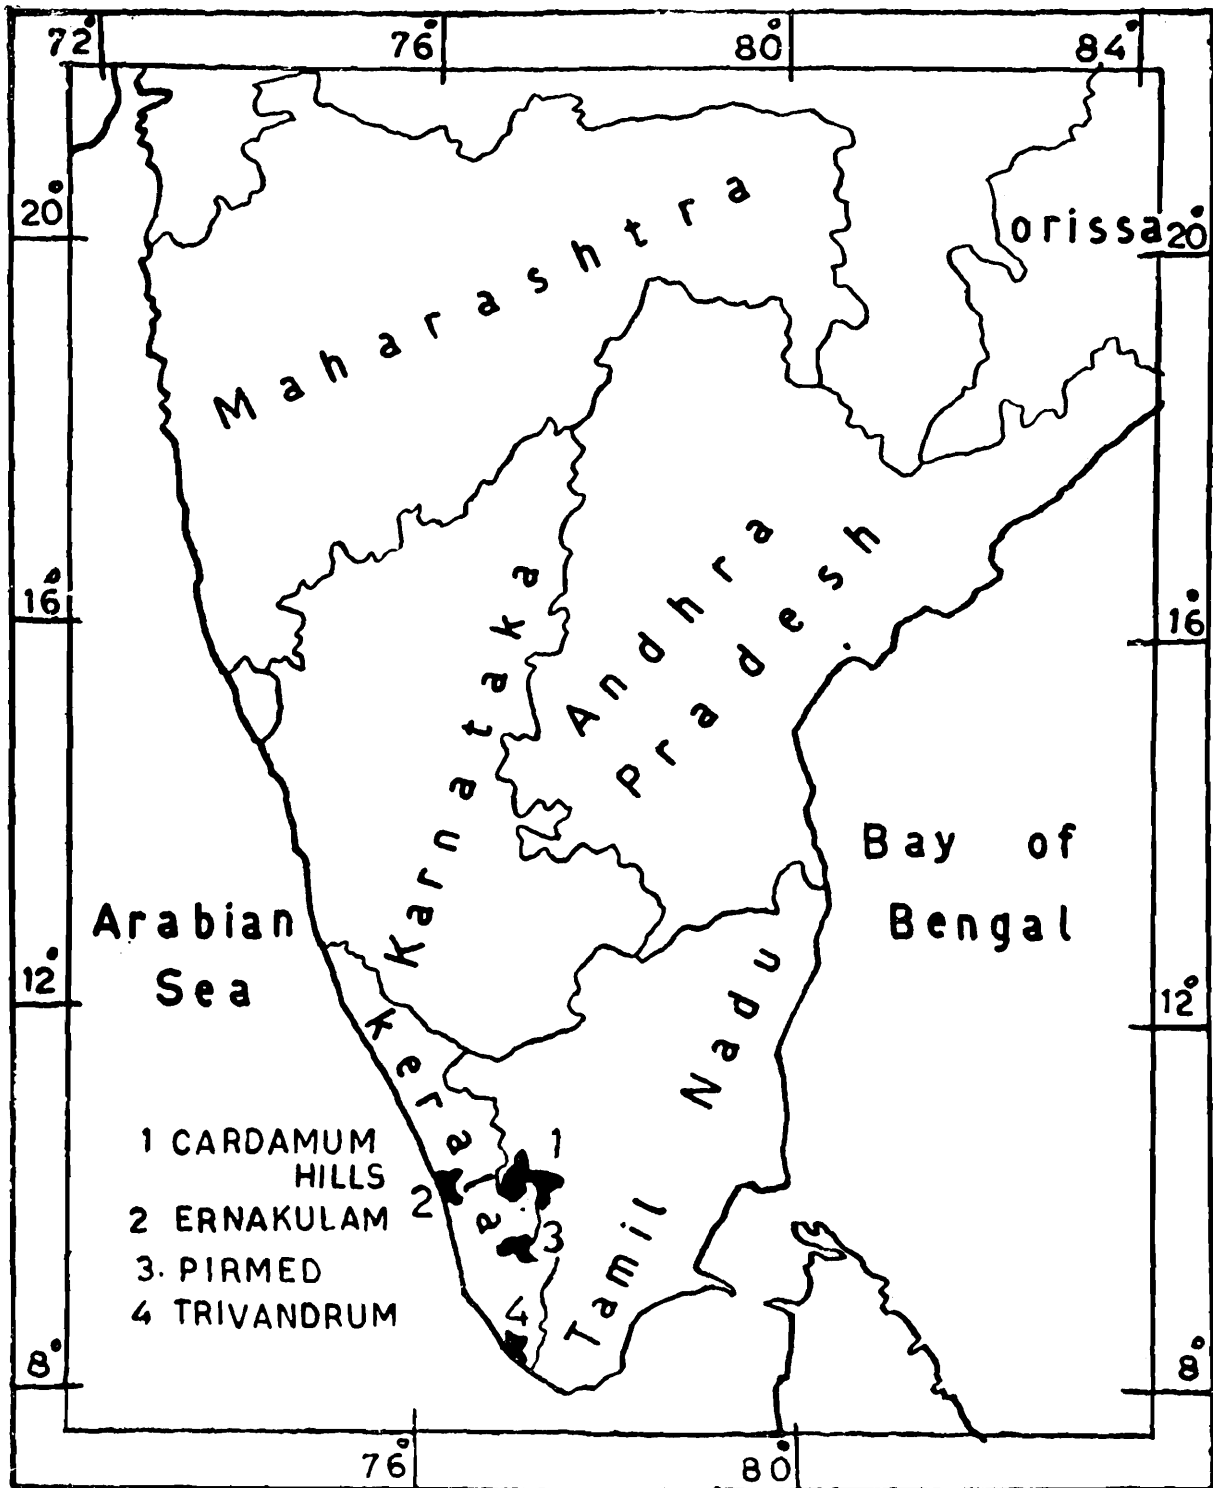 72° 76° 80° 84°
20°
orissa 20°
Maharashtra
Karnataka
Andhra
Pradesh
16° 16°
Bay of
Bengal
Arabian
Sea
12° 12°
kerala
Tamil Nadu
1 CARDAMUM
HILLS
2 ERNAKULAM
3. PIRMED
4 TRIVANDRUM
1
2
3
4
8° 8°
76° 80°